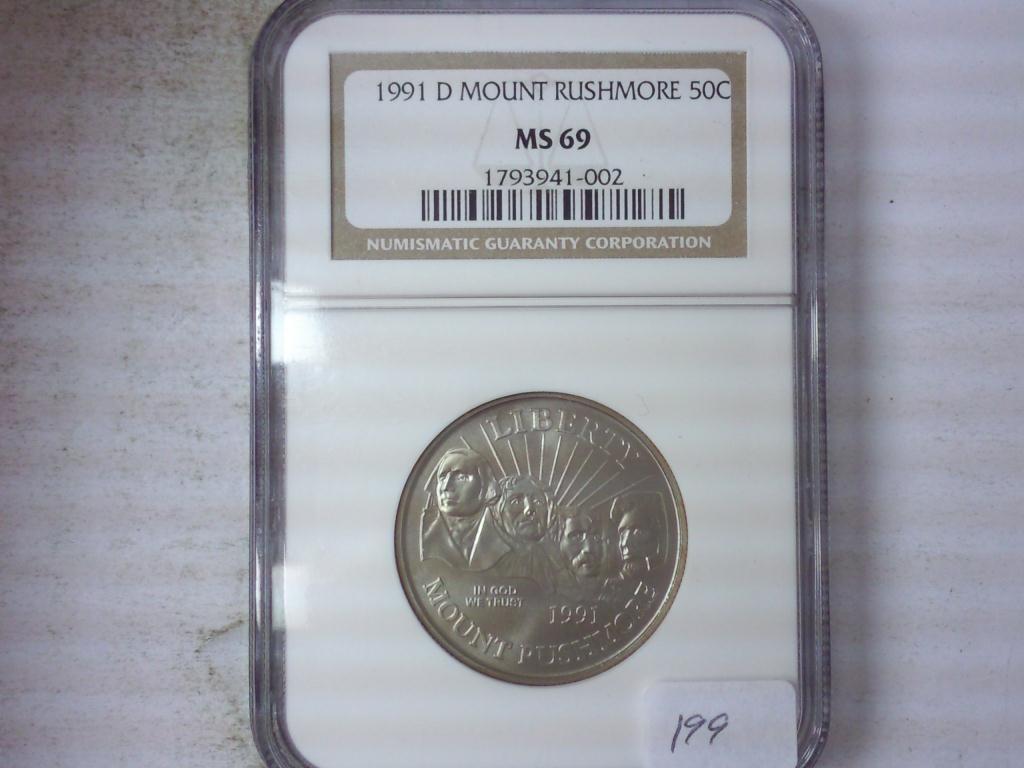 1991 D MOUNT RUSHMORE 50C
MS 69
1793941-002
NUMISMATIC GUARANTY CORPORATION
LIBERTY
IN GOD
WE TRUST
1991
MOUNT RUSHMORE
199